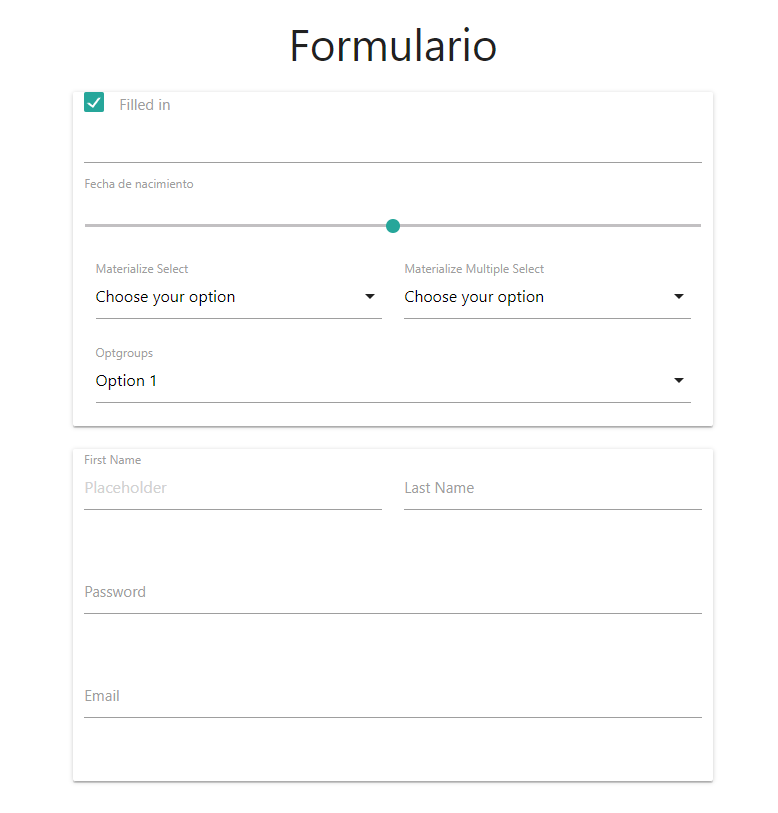 Formulario
Filled in
Fecha de nacimiento
Materialize Select
Materialize Multiple Select
Choose your option
Choose your option
Optgroups
Option 1
First Name
Placeholder
Last Name
Password
Email